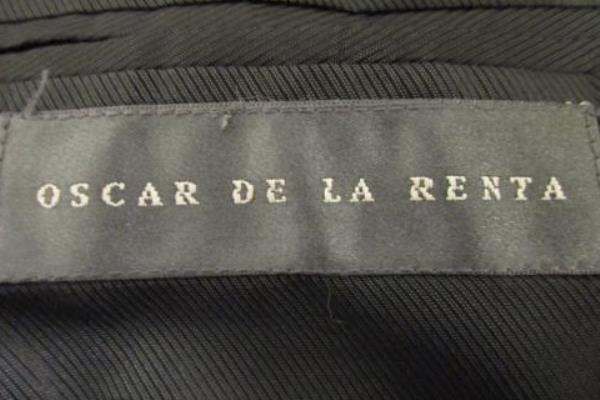 OSCAR DE LA RENTA